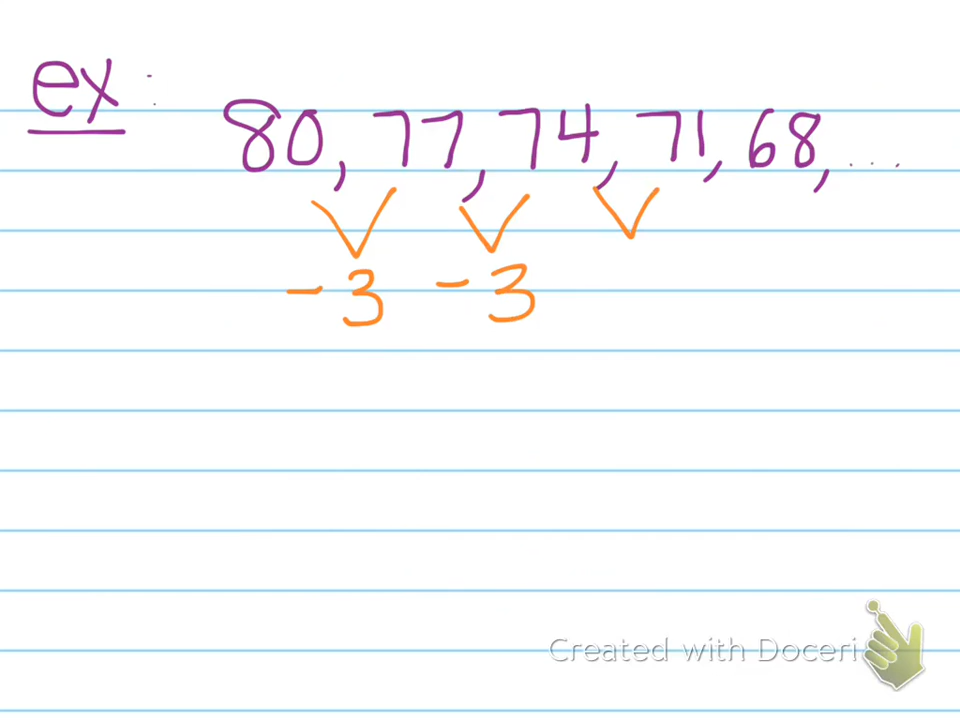 ex:
80, 77, 74, 71, 68, ...
-3 -3
Created with Doceri